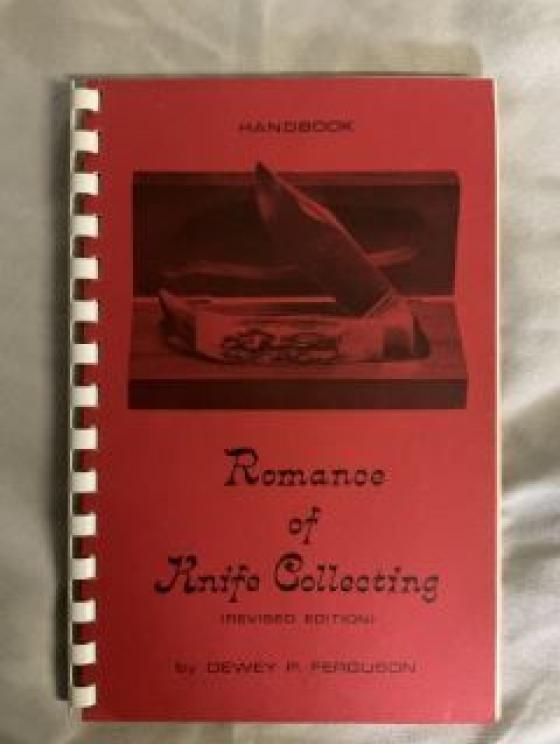 HANDBOOK
Romance
of
Knife Collecting
(REVISED EDITION)
by DEWEY P. FERGUSON